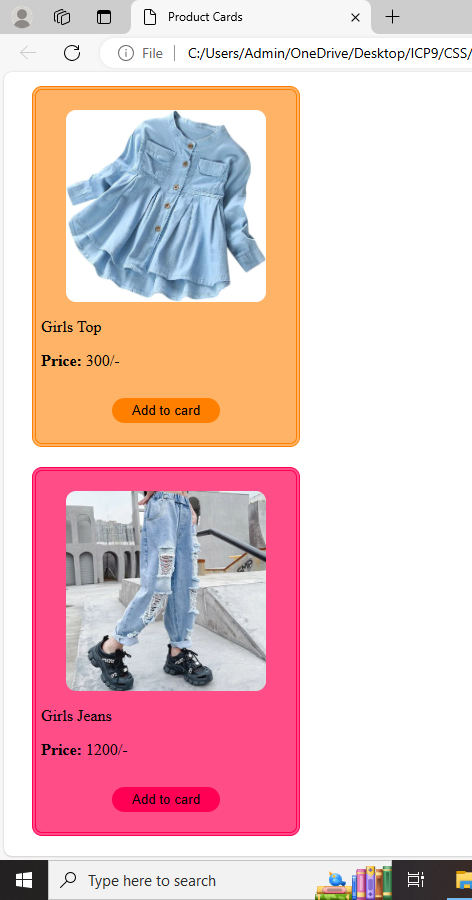 Product Cards
File
C:/Users/Admin/OneDrive/Desktop/ICP9/CSS/
Girls Top
Price: 300/-
Add to card
Girls Jeans
Price: 1200/-
Add to card
Type here to search